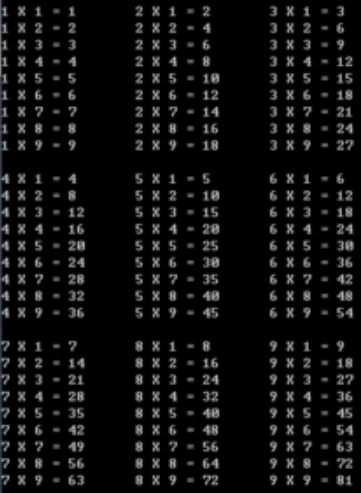 1 X 1 = 1 2 X 1 = 2 3 X 1 = 3
1 X 2 = 2 2 X 2 = 4 3 X 2 = 6
1 X 3 = 3 2 X 3 = 6 3 X 3 = 9
1 X 4 = 4 2 X 4 = 8 3 X 4 = 12
1 X 5 = 5 2 X 5 = 10 3 X 5 = 15
1 X 6 = 6 2 X 6 = 12 3 X 6 = 18
1 X 7 = 7 2 X 7 = 14 3 X 7 = 21
1 X 8 = 8 2 X 8 = 16 3 X 8 = 24
1 X 9 = 9 2 X 9 = 18 3 X 9 = 27
4 X 1 = 4 5 X 1 = 5 6 X 1 = 6
4 X 2 = 8 5 X 2 = 10 6 X 2 = 12
4 X 3 = 12 5 X 3 = 15 6 X 3 = 18
4 X 4 = 16 5 X 4 = 20 6 X 4 = 24
4 X 5 = 20 5 X 5 = 25 6 X 5 = 30
4 X 6 = 24 5 X 6 = 30 6 X 6 = 36
4 X 7 = 28 5 X 7 = 35 6 X 7 = 42
4 X 8 = 32 5 X 8 = 40 6 X 8 = 48
4 X 9 = 36 5 X 9 = 45 6 X 9 = 54
7 X 1 = 7 8 X 1 = 8 9 X 1 = 9
7 X 2 = 14 8 X 2 = 16 9 X 2 = 18
7 X 3 = 21 8 X 3 = 24 9 X 3 = 27
7 X 4 = 28 8 X 4 = 32 9 X 4 = 36
7 X 5 = 35 8 X 5 = 40 9 X 5 = 45
7 X 6 = 42 8 X 6 = 48 9 X 6 = 54
7 X 7 = 49 8 X 7 = 56 9 X 7 = 63
7 X 8 = 56 8 X 8 = 64 9 X 8 = 72
7 X 9 = 63 8 X 9 = 72 9 X 9 = 81